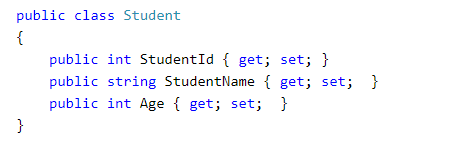 public class Student
{
    public int StudentId { get; set; }
    public string StudentName { get; set;  }
    public int Age { get; set;  }
}